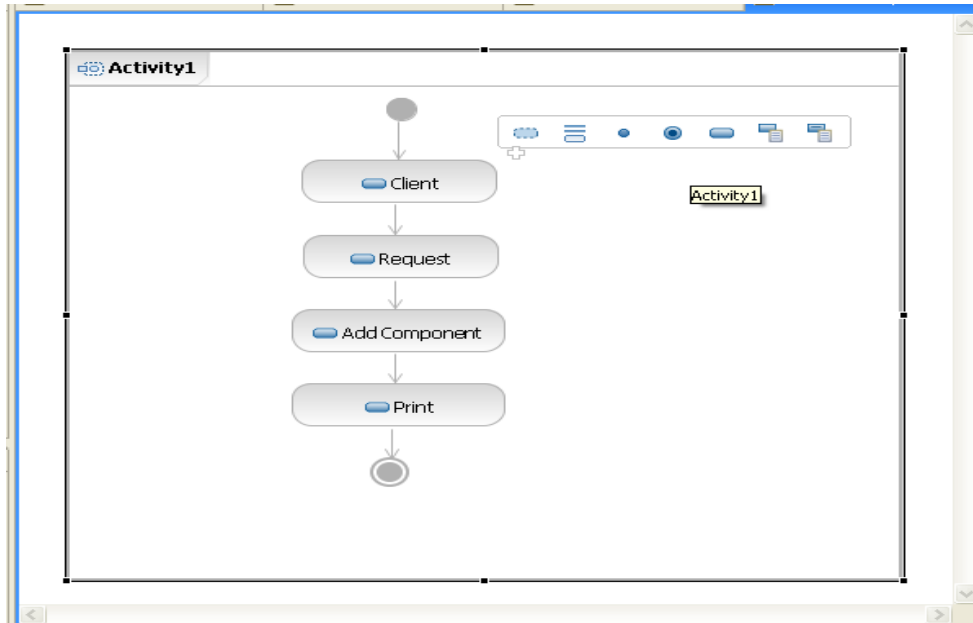 Activity1
Client
Activity1
Request
Add Component
Print